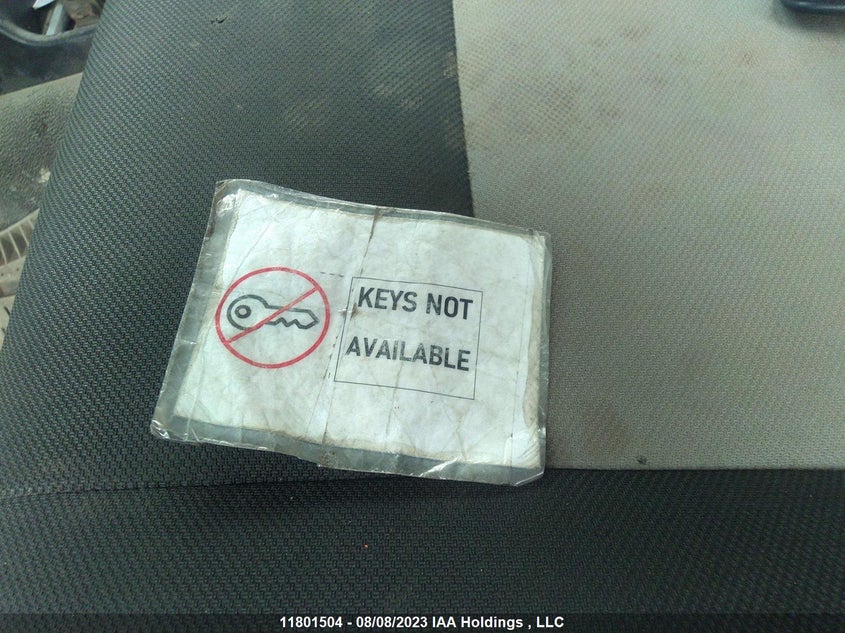 KEYS NOT
AVAILABLE
11801504 - 08/08/2023 IAA Holdings , LLC